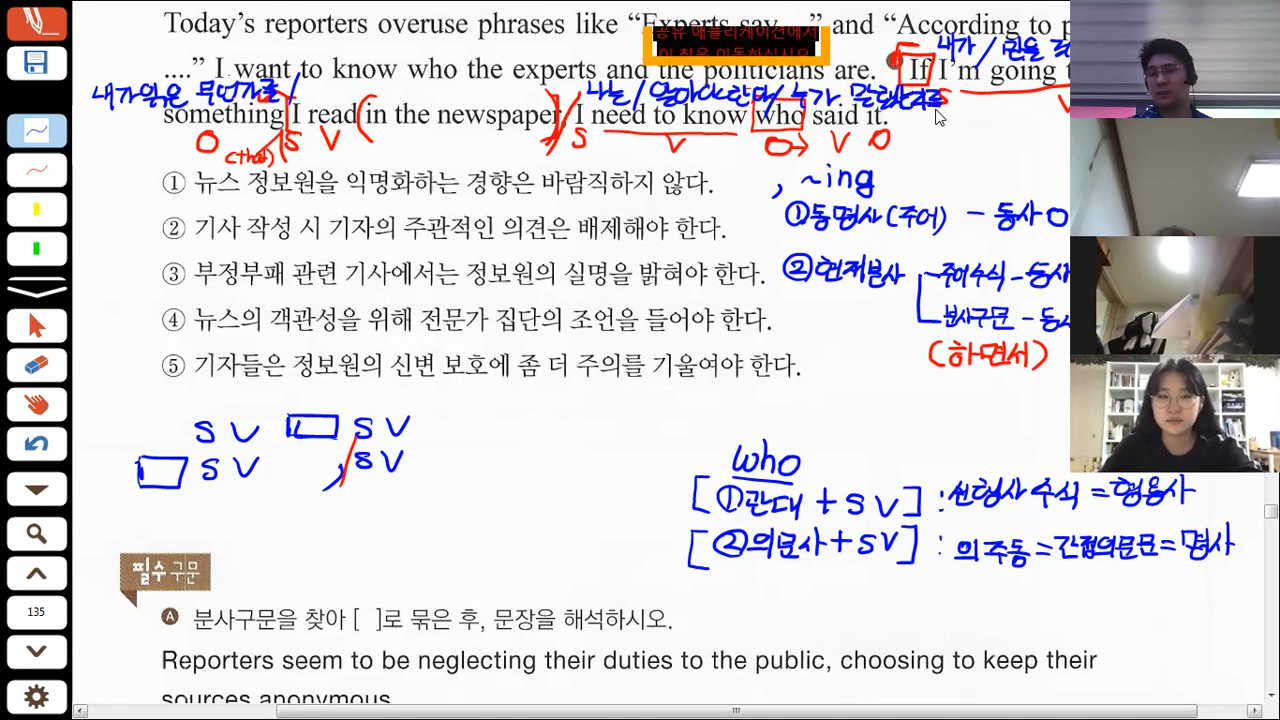 Today's reporters overuse phrases like "Experts say..." and "According to p
...." I want to know who the experts and the politicians are. If I'm going
공유 애플리케이션에서
내가 /
내가 읽은 무언가를 /
나는 / 알아야 한다 / 누가 말했는지를
something I read in the newspaper, I need to know who said it.
O (that) S V S V O V O
① 뉴스 정보원을 익명화하는 경향은 바람직하지 않다.
② 기사 작성 시 기자의 주관적인 의견은 배제해야 한다.
③ 부정부패 관련 기사에서는 정보원의 실명을 밝혀야 한다.
④ 뉴스의 객관성을 위해 전문가 집단의 조언을 들어야 한다.
⑤ 기자들은 정보원의 신변 보호에 좀 더 주의를 기울여야 한다.
, ~ing
① 동명사 (주어) - 동사 O
② 현재분사 주어수식 - 동사
분사구문 - 동사
(하면서)
S V S V
S V , S V
who
[① 관대 + S V] : 선행사 수식 = 형용사
[② 의문사 + S V] : 의주동 = 간접의문문 = 명사
필수 구문
A 분사구문을 찾아 [ ]로 묶은 후, 문장을 해석하시오.
Reporters seem to be neglecting their duties to the public, choosing to keep their
sources anonymous.
135